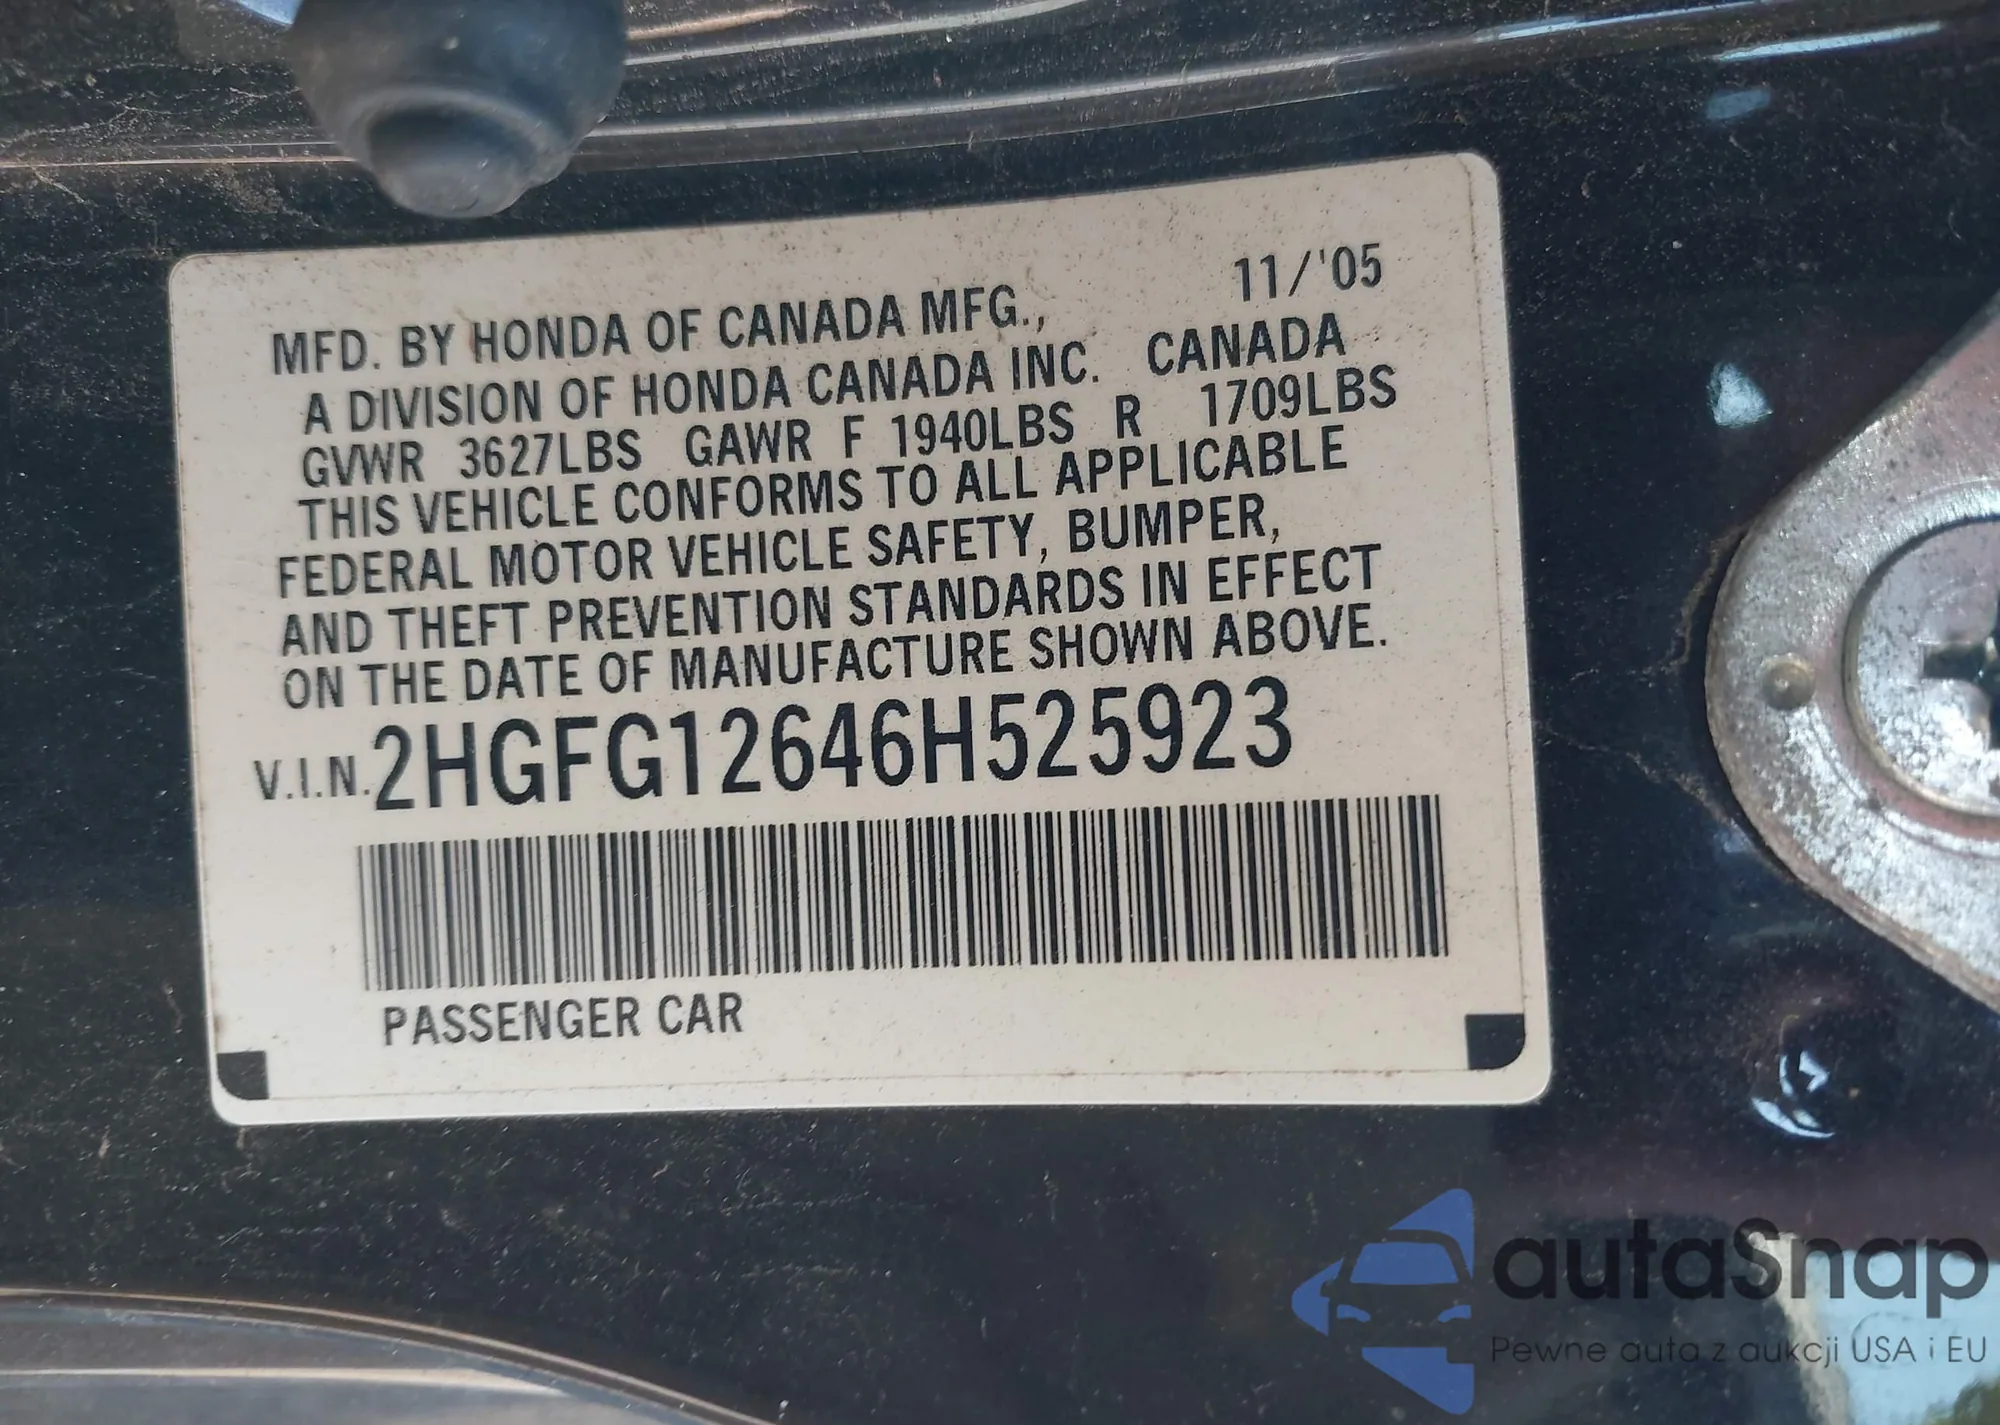 11/'05
MFD. BY HONDA OF CANADA MFG.,
A DIVISION OF HONDA CANADA INC. CANADA
GVWR 3627LBS GAWR F 1940LBS R 1709LBS
THIS VEHICLE CONFORMS TO ALL APPLICABLE
FEDERAL MOTOR VEHICLE SAFETY, BUMPER,
AND THEFT PREVENTION STANDARDS IN EFFECT
ON THE DATE OF MANUFACTURE SHOWN ABOVE.
V.I.N. 2HGFG12646H525923
PASSENGER CAR
autaSnap
Pewne auta z aukcji USA i EU